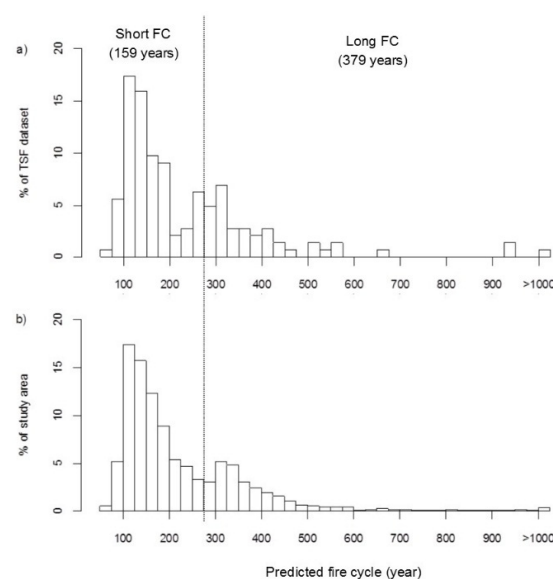 Short FC
(159 years)
Long FC
(379 years)
a)
% of TSF dataset
20
15
10
5
0
100 200 300 400 500 600 700 800 900 >1000
b)
% of study area
20
15
10
5
0
100 200 300 400 500 600 700 800 900 >1000
Predicted fire cycle (year)